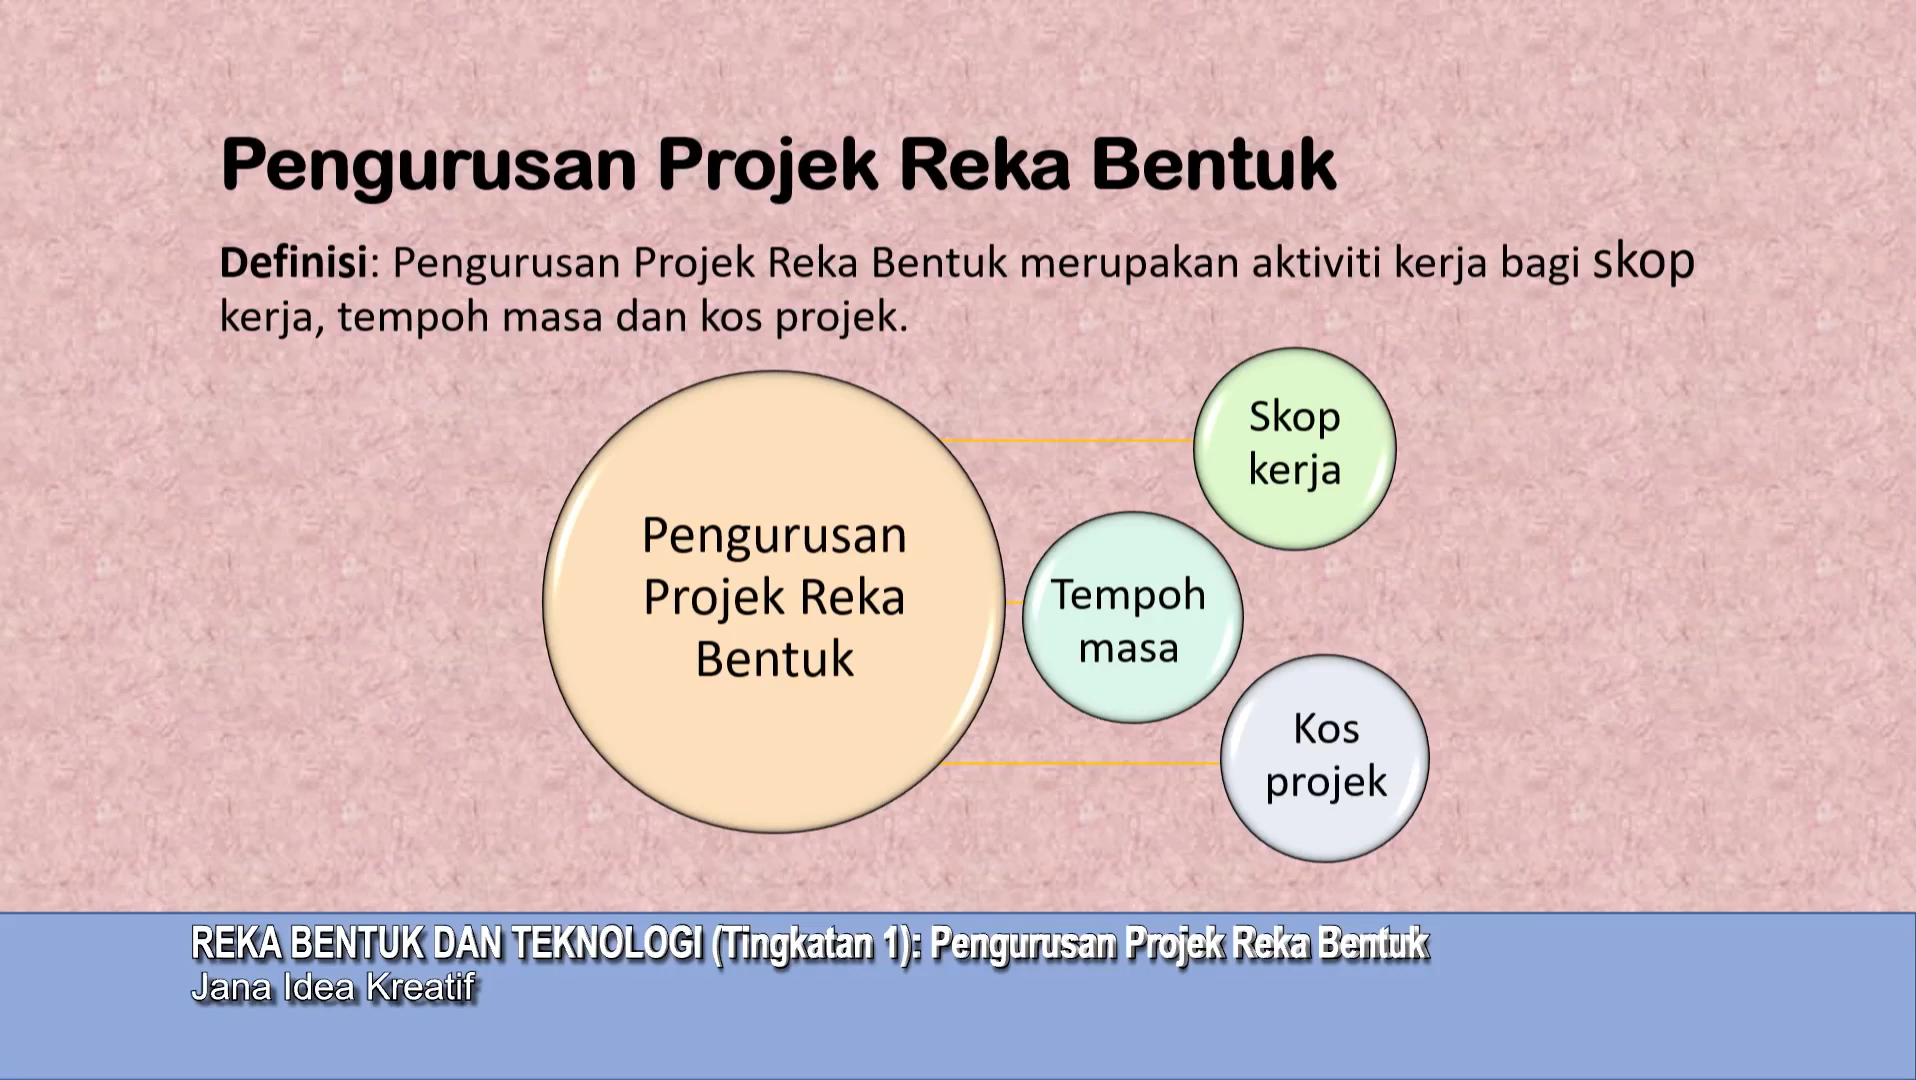 Pengurusan Projek Reka Bentuk
Definisi: Pengurusan Projek Reka Bentuk merupakan aktiviti kerja bagi skop
kerja, tempoh masa dan kos projek.
Pengurusan
Projek Reka
Bentuk
Skop
kerja
Tempoh
masa
Kos
projek
REKA BENTUK DAN TEKNOLOGI (Tingkatan 1): Pengurusan Projek Reka Bentuk
Jana Idea Kreatif